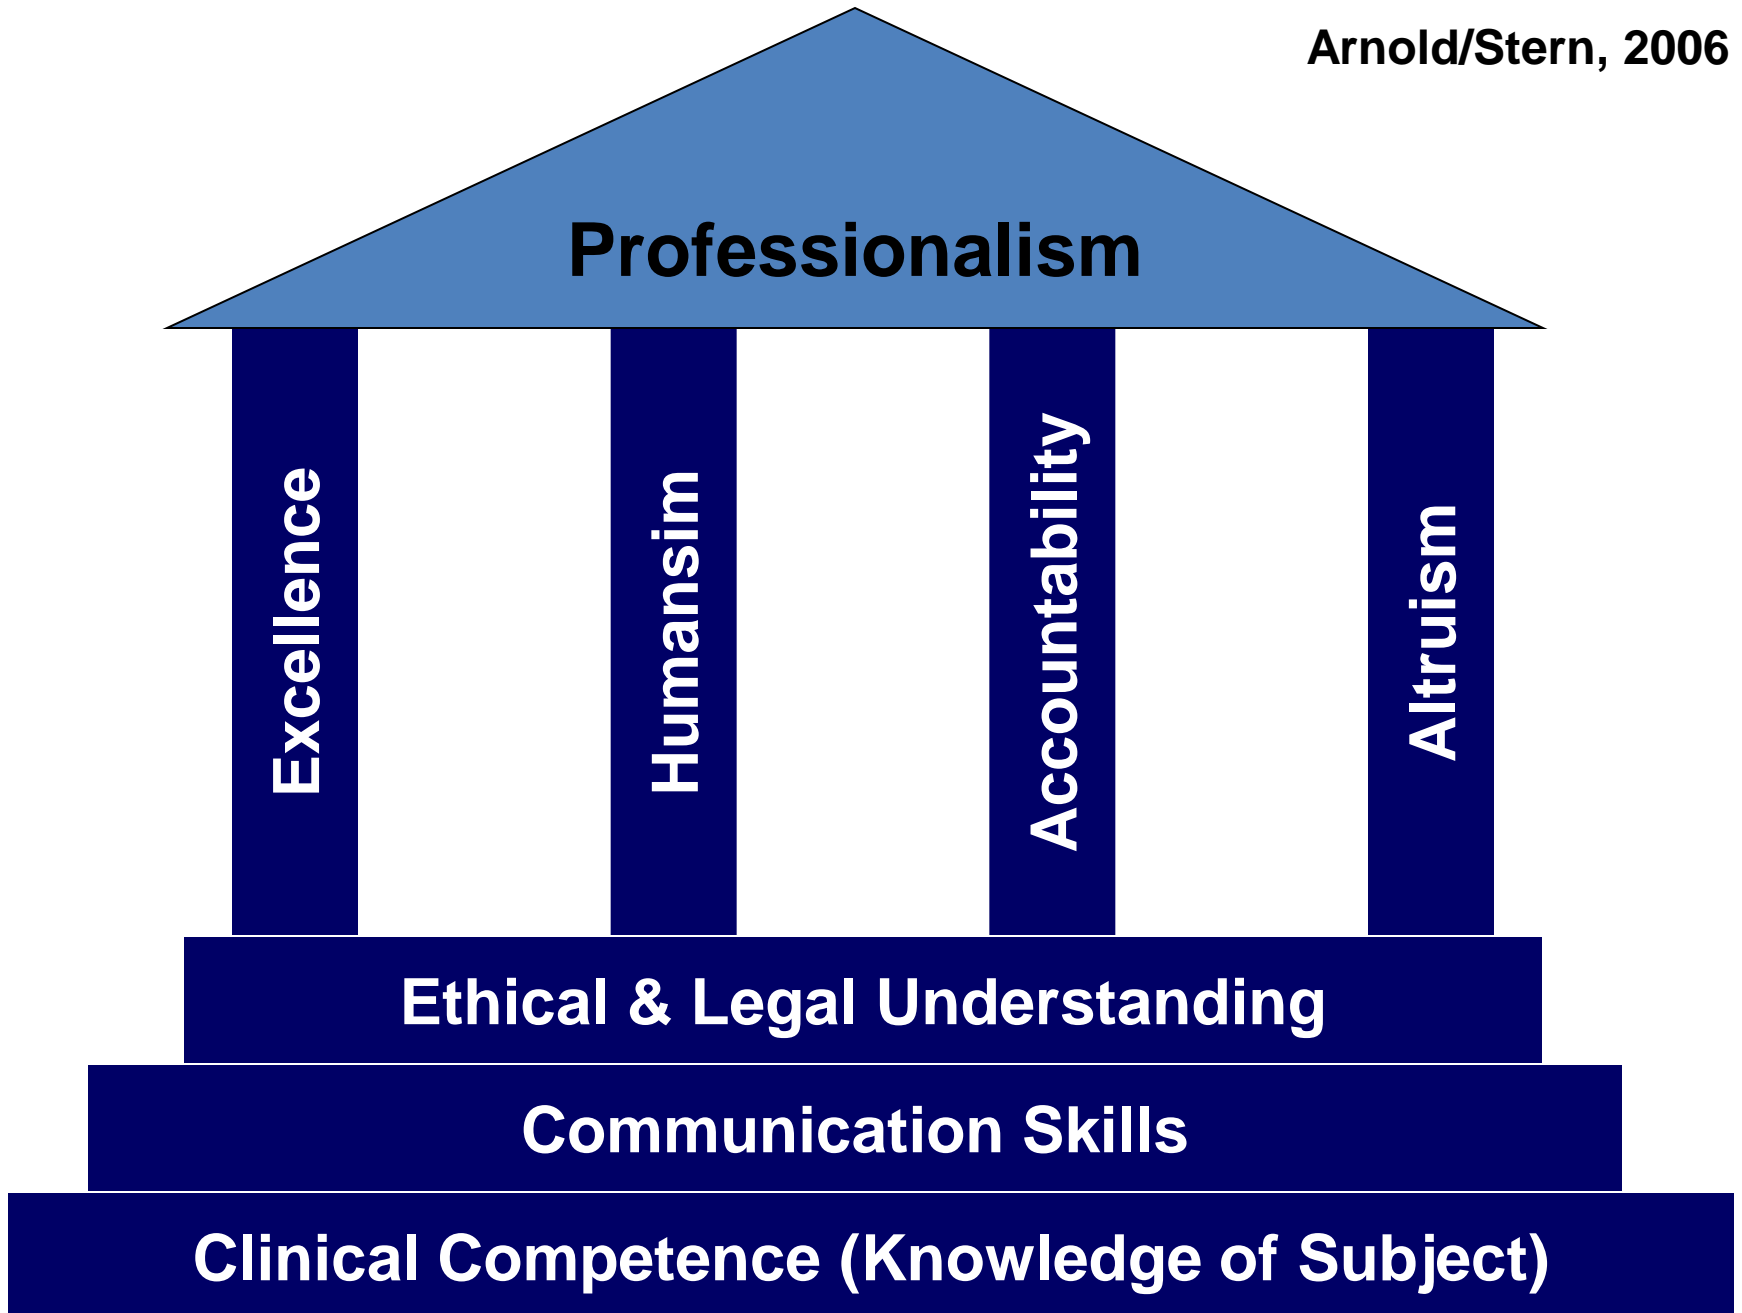 Arnold/Stern, 2006
Professionalism
Excellence
Humansim
Accountability
Altruism
Ethical & Legal Understanding
Communication Skills
Clinical Competence (Knowledge of Subject)